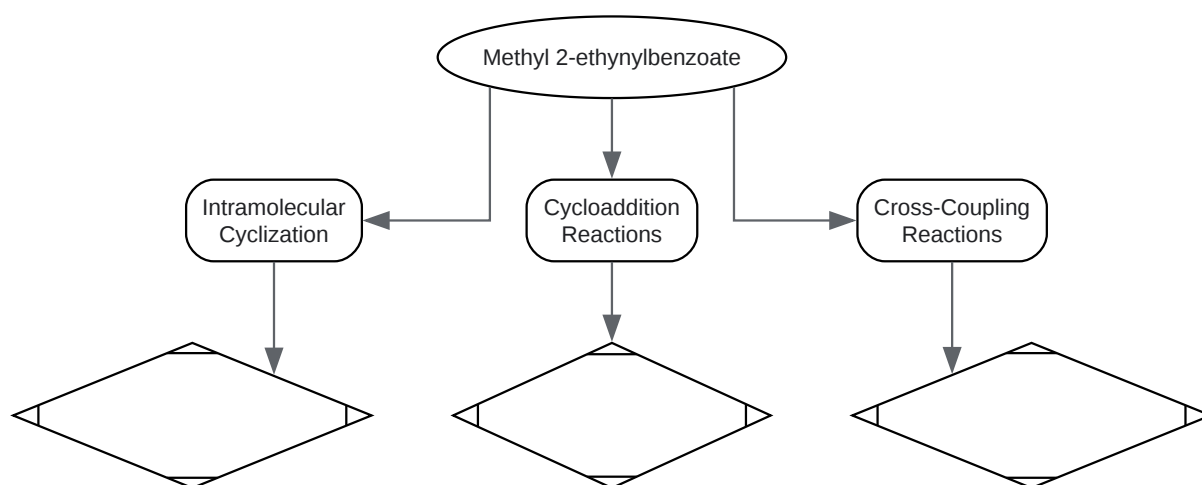 Methyl 2-ethynylbenzoate
Intramolecular
Cyclization
Cycloaddition
Reactions
Cross-Coupling
Reactions